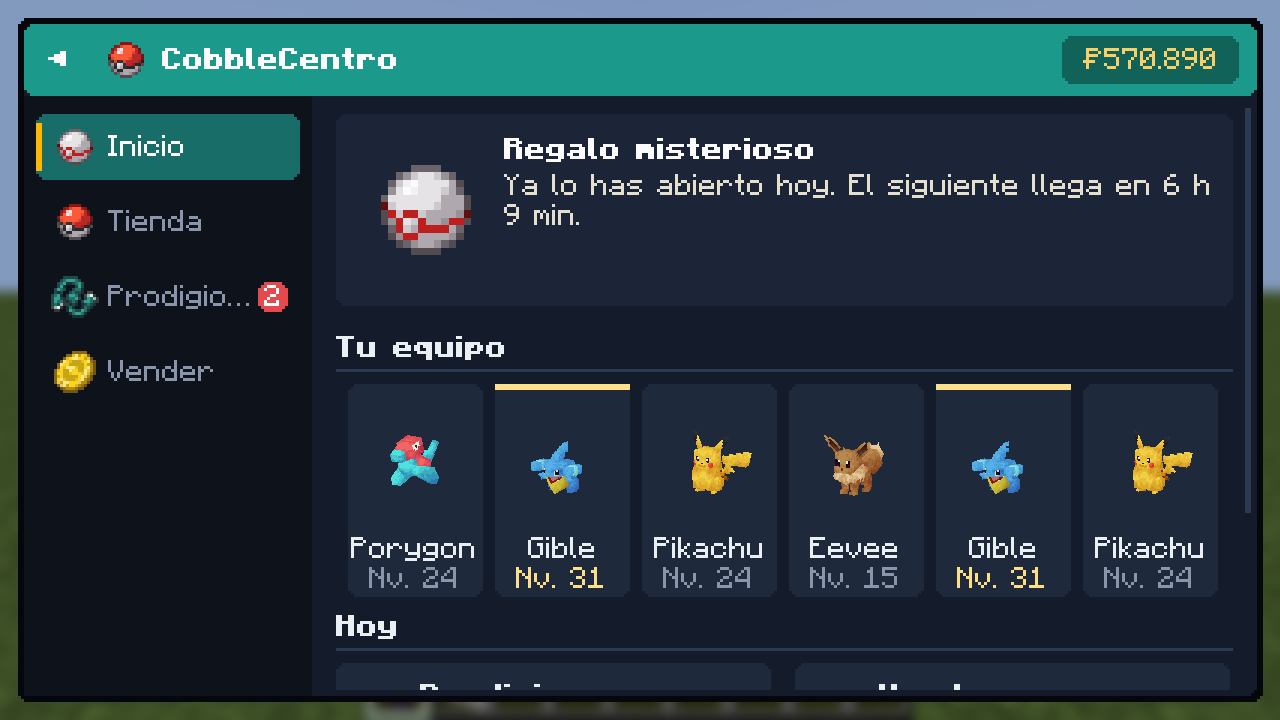 CobbleCentro
₽570.890
Inicio
Tienda
Prodigio...
2
Vender
Regalo misterioso
Ya lo has abierto hoy. El siguiente llega en 6 h
9 min.
Tu equipo
Porygon
Nv. 24
Gible
Nv. 31
Pikachu
Nv. 24
Eevee
Nv. 15
Gible
Nv. 31
Pikachu
Nv. 24
Hoy